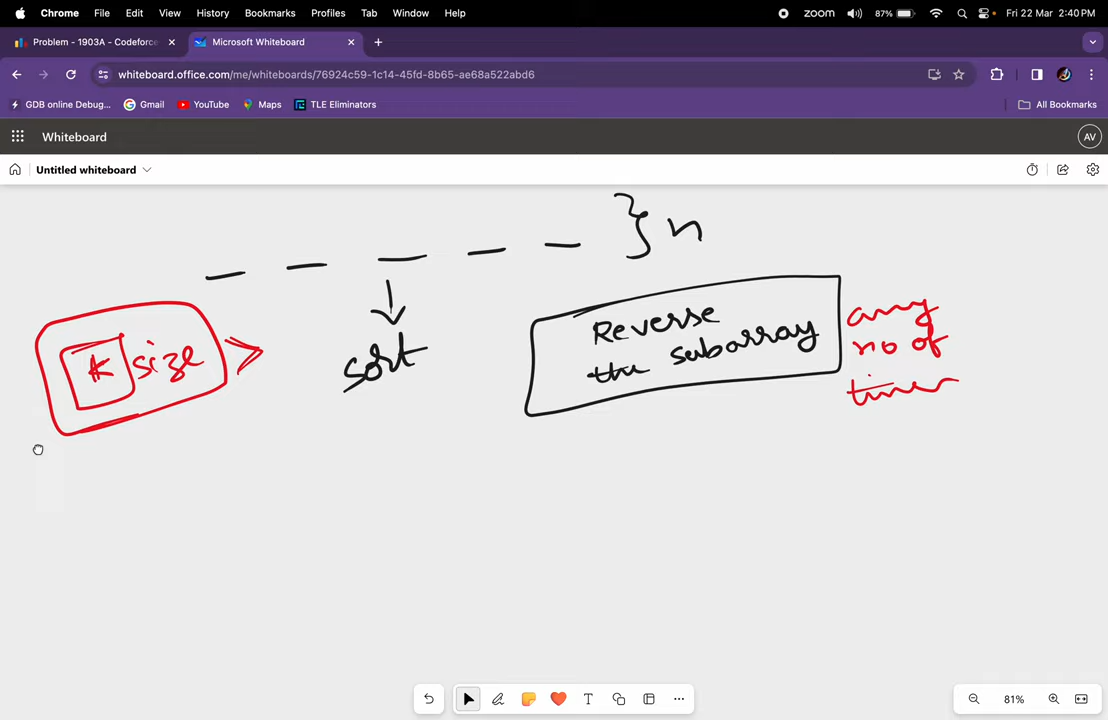 Chrome File Edit View History Bookmarks Profiles Tab Window Help zoom 87% Fri 22 Mar 2:40 PM
Problem - 1903A - Codeforce Microsoft Whiteboard
whiteboard.office.com/me/whiteboards/76924c59-1c14-45fd-8b65-ae68a522abd6
GDB online Debug... Gmail YouTube Maps TLE Eliminators All Bookmarks
Whiteboard AV
Untitled whiteboard
} n
K size
sort
Reverse
the subarray
any
no of
times
81%